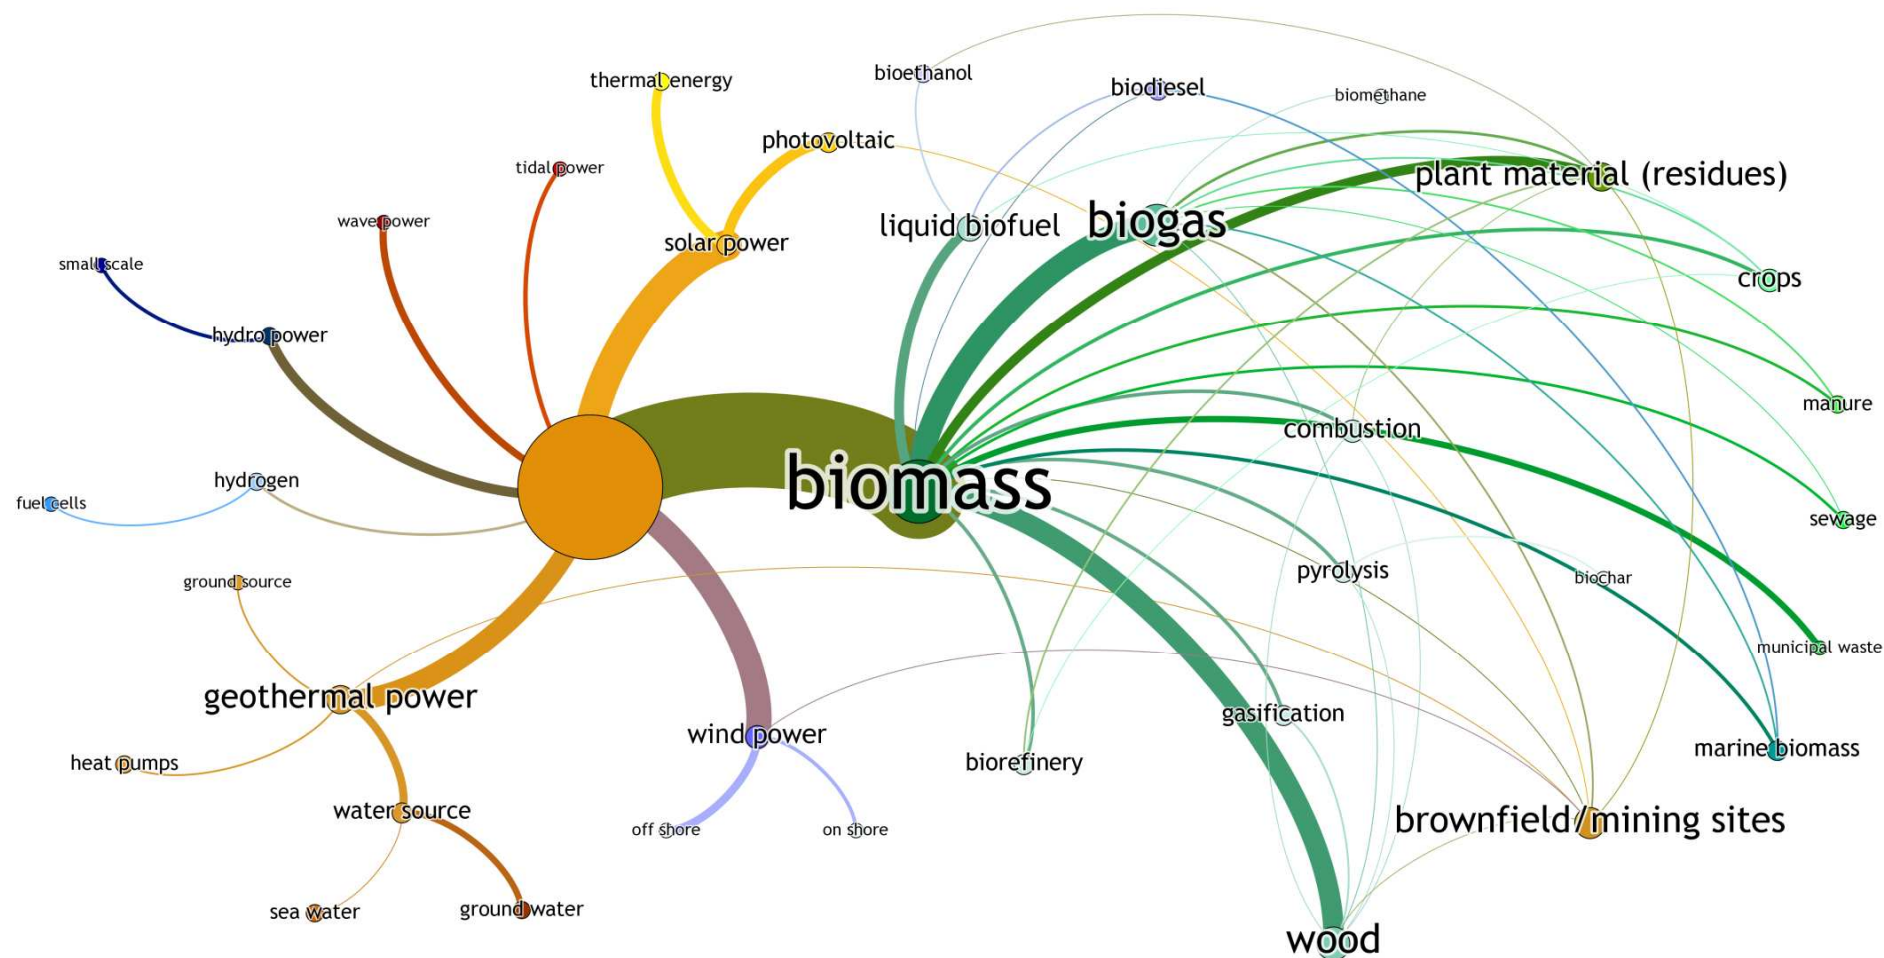 bioethanol
biodiesel
biomethane
thermal energy
photovoltaic
tidal power
plant material (residues)
wave power
liquid biofuel
biogas
solar power
small scale
crops
hydro power
manure
combustion
hydrogen
biomass
fuel cells
sewage
pyrolysis
biochar
ground source
municipal waste
geothermal power
gasification
wind power
marine biomass
heat pumps
biorefinery
water source
off shore
on shore
brownfield/mining sites
sea water
ground water
wood